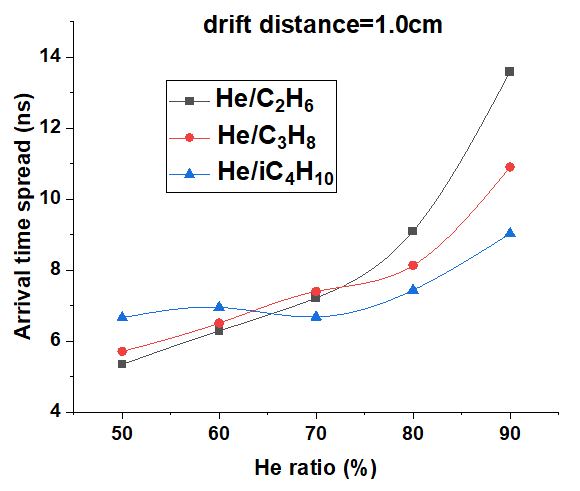 drift distance=1.0cm
He/C₂H₆
He/C₃H₈
He/iC₄H₁₀
Arrival time spread (ns)
14
12
10
8
6
4
50 60 70 80 90
He ratio (%)